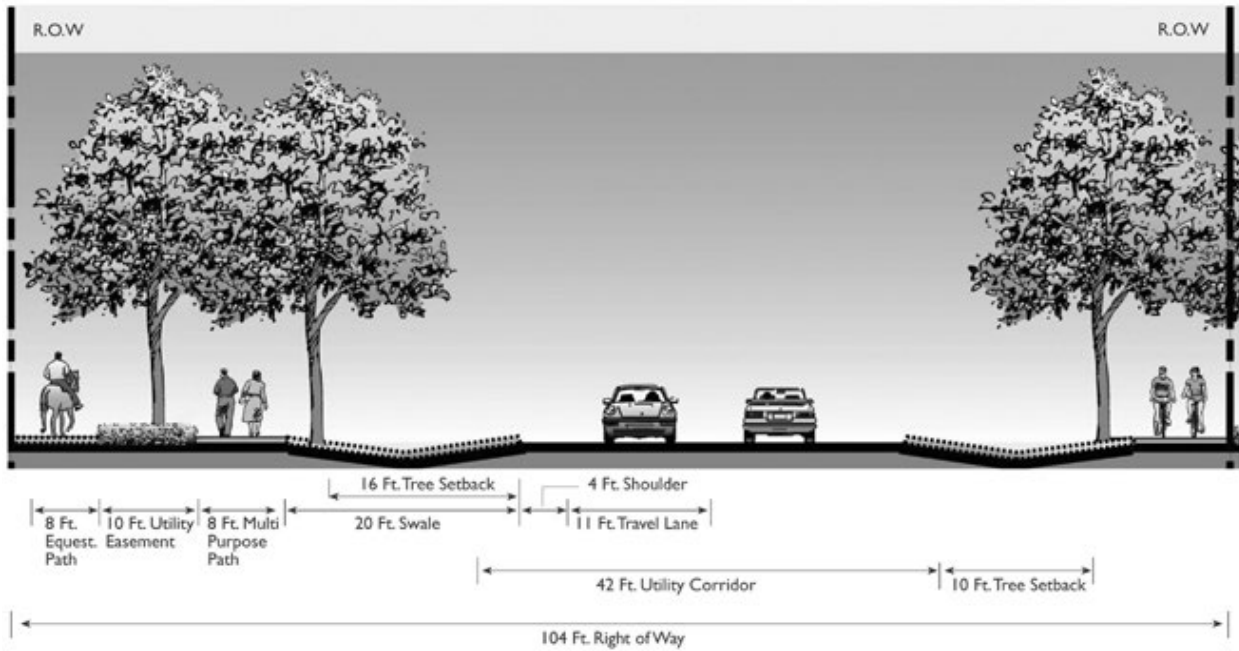 R.O.W
R.O.W
16 Ft. Tree Setback
4 Ft. Shoulder
8 Ft.
Equest.
Path
10 Ft. Utility
Easement
8 Ft. Multi
Purpose
Path
20 Ft. Swale
11 Ft. Travel Lane
42 Ft. Utility Corridor
10 Ft. Tree Setback
104 Ft. Right of Way